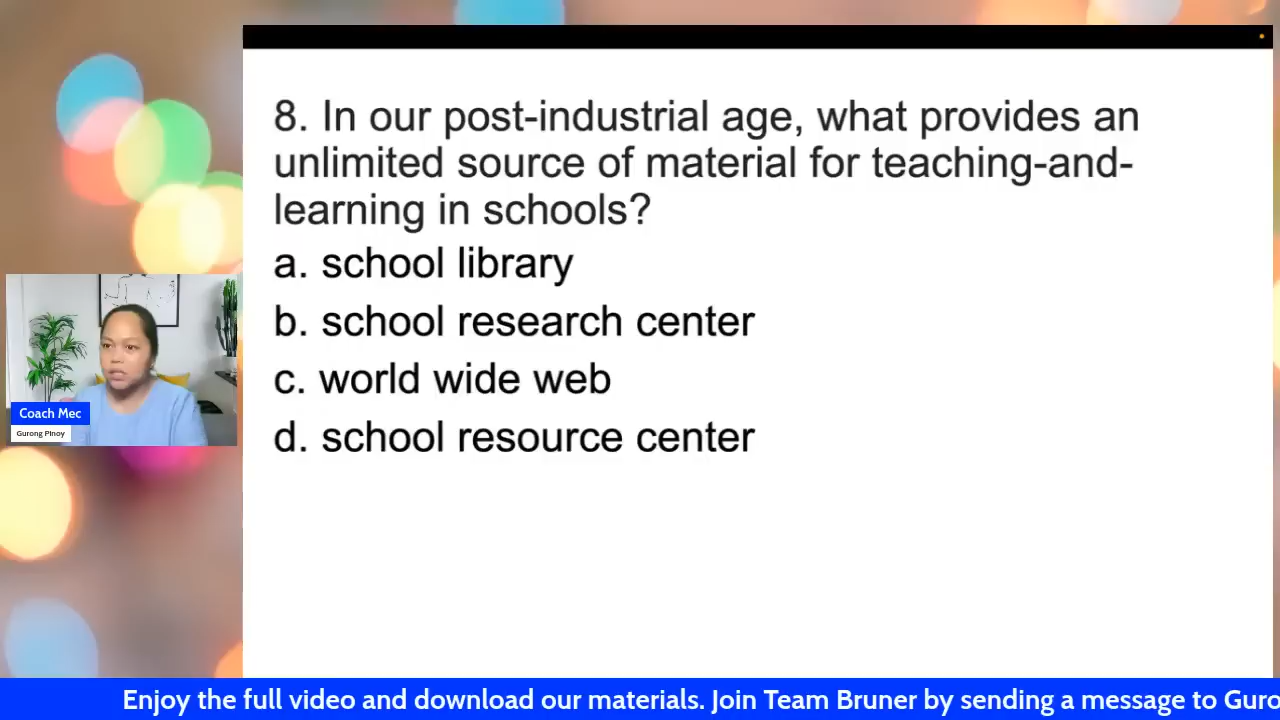 8. In our post-industrial age, what provides an
unlimited source of material for teaching-and-
learning in schools?
a. school library
b. school research center
c. world wide web
d. school resource center
Coach Mec
Gurong Pinoy
Enjoy the full video and download our materials. Join Team Bruner by sending a message to Guro